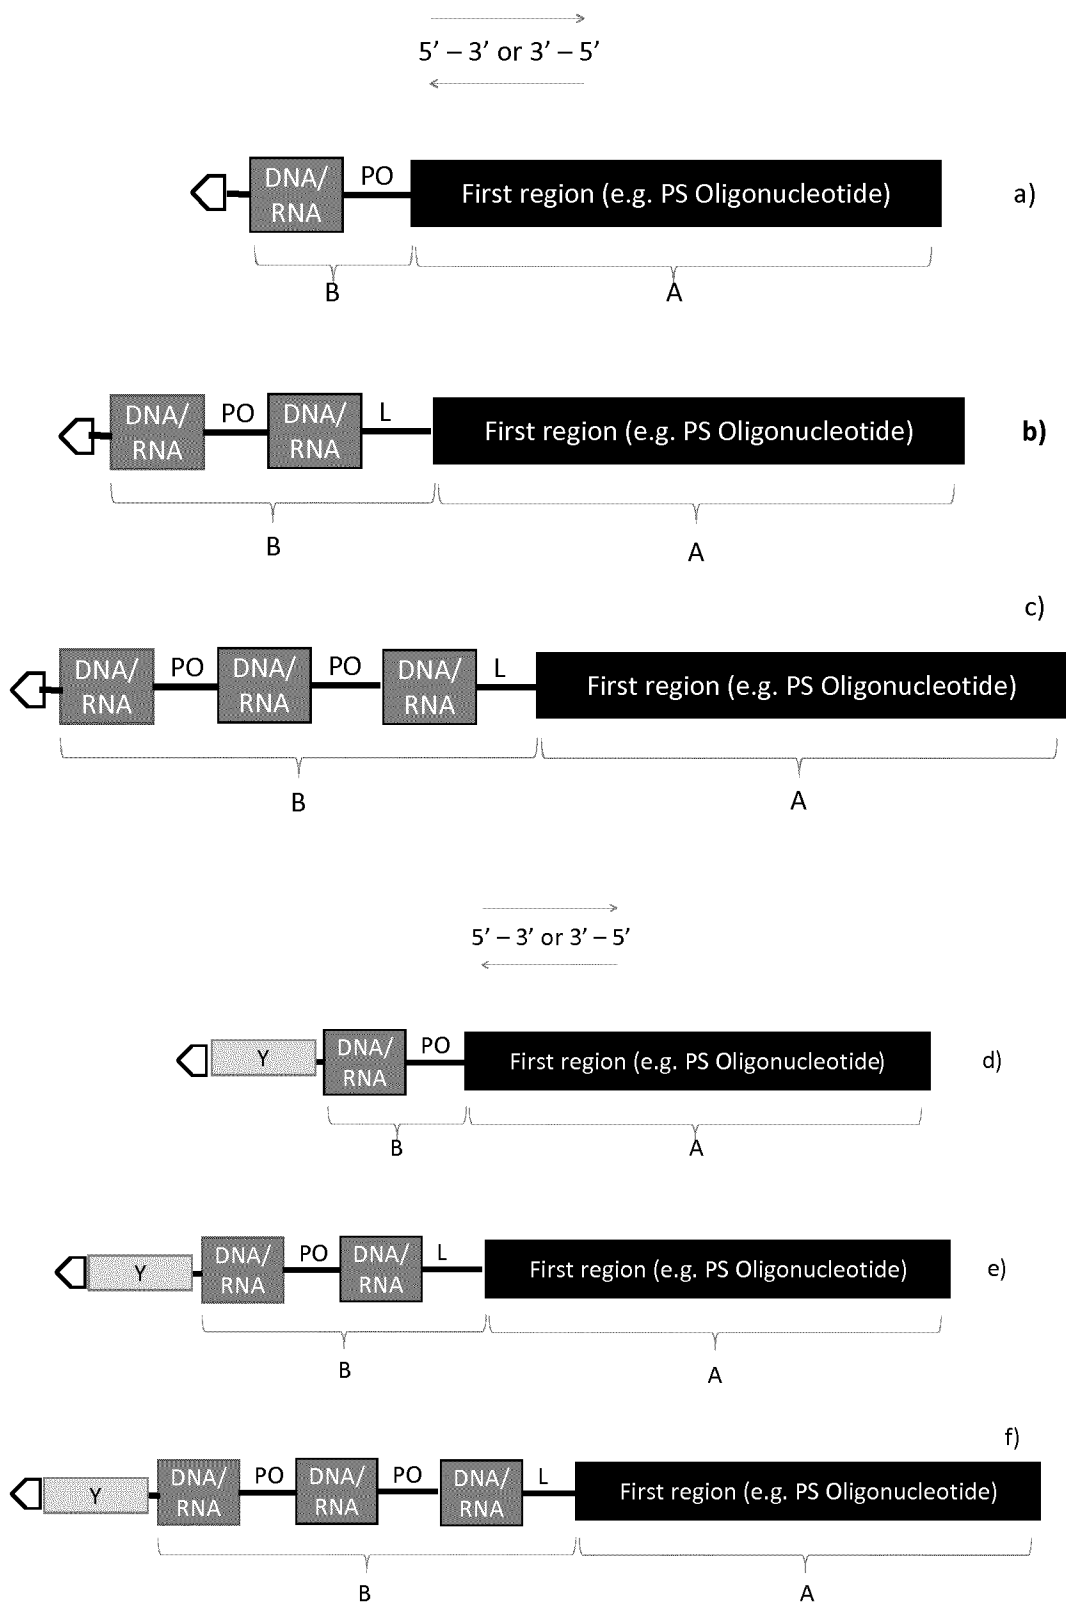 5’ – 3’ or 3’ – 5’
DNA/
RNA
PO
First region (e.g. PS Oligonucleotide)
a)
B
A
DNA/
RNA
PO
DNA/
RNA
L
First region (e.g. PS Oligonucleotide)
b)
B
A
c)
DNA/
RNA
PO
DNA/
RNA
PO
DNA/
RNA
L
First region (e.g. PS Oligonucleotide)
B
A
5’ – 3’ or 3’ – 5’
Y
DNA/
RNA
PO
First region (e.g. PS Oligonucleotide)
d)
B
A
Y
DNA/
RNA
PO
DNA/
RNA
L
First region (e.g. PS Oligonucleotide)
e)
B
A
f)
Y
DNA/
RNA
PO
DNA/
RNA
PO
DNA/
RNA
L
First region (e.g. PS Oligonucleotide)
B
A